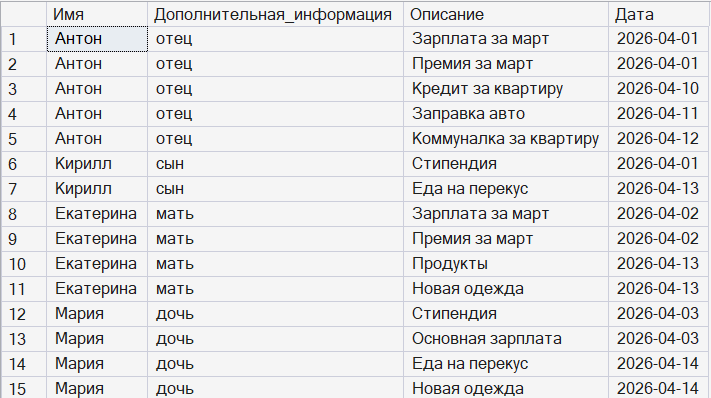 Имя Дополнительная_информация Описание Дата
1 Антон отец Зарплата за март 2026-04-01
2 Антон отец Премия за март 2026-04-01
3 Антон отец Кредит за квартиру 2026-04-10
4 Антон отец Заправка авто 2026-04-11
5 Антон отец Коммуналка за квартиру 2026-04-12
6 Кирилл сын Стипендия 2026-04-01
7 Кирилл сын Еда на перекус 2026-04-13
8 Екатерина мать Зарплата за март 2026-04-02
9 Екатерина мать Премия за март 2026-04-02
10 Екатерина мать Продукты 2026-04-13
11 Екатерина мать Новая одежда 2026-04-13
12 Мария дочь Стипендия 2026-04-03
13 Мария дочь Основная зарплата 2026-04-03
14 Мария дочь Еда на перекус 2026-04-14
15 Мария дочь Новая одежда 2026-04-14